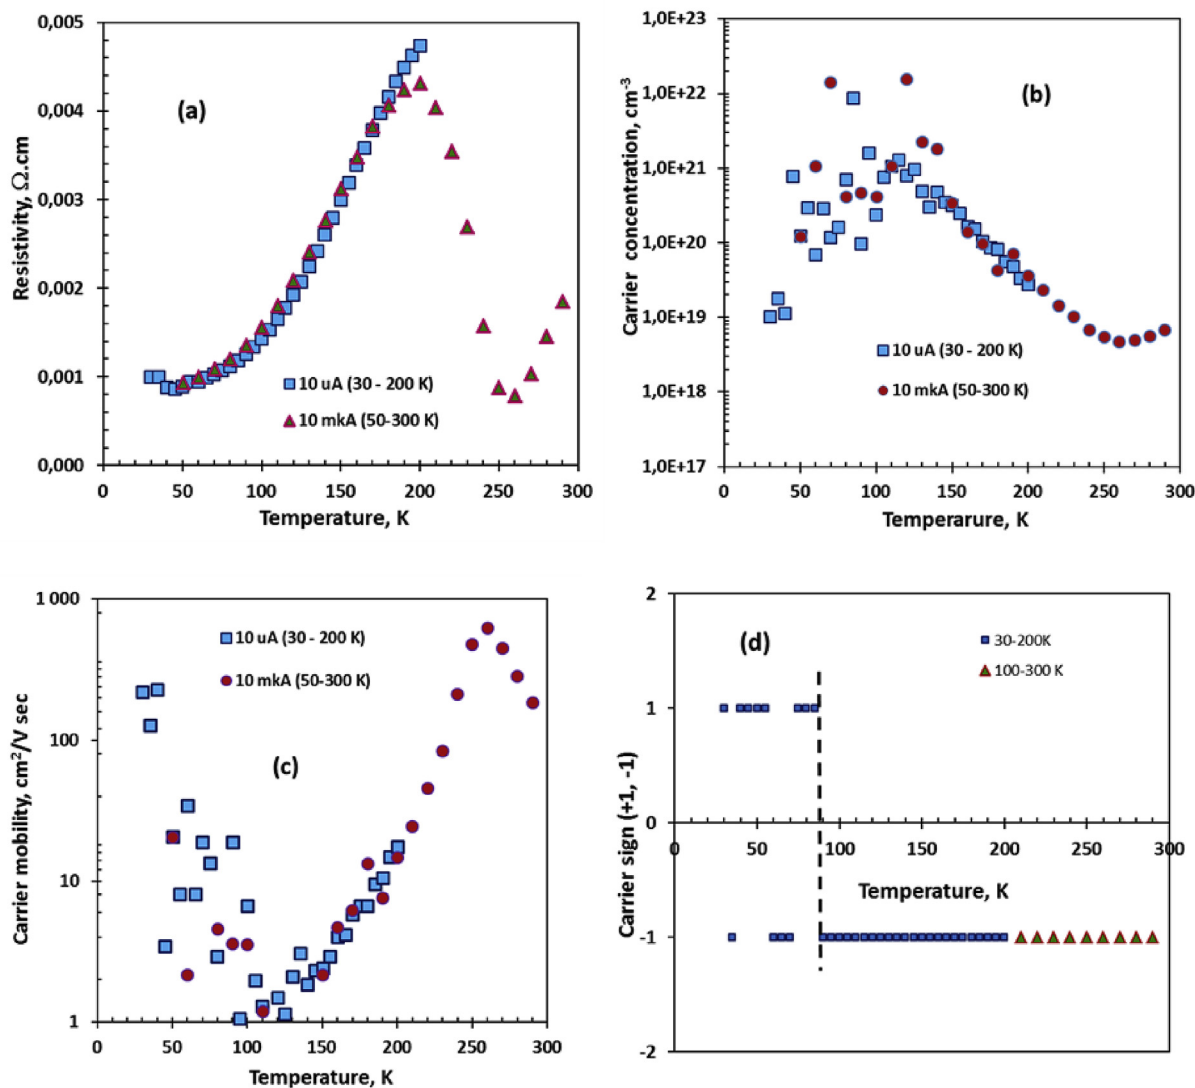 0,005
0,004
0,003
0,002
0,001
0,000
Resistivity, Ω.cm
(a)
10 uA (30 - 200 K)
10 mkA (50-300 K)
0 50 100 150 200 250 300
Temperature, K
1,0E+23
1,0E+22
1,0E+21
1,0E+20
1,0E+19
1,0E+18
1,0E+17
Carrier concentration, cm-3
(b)
10 uA (30 - 200 K)
10 mkA (50-300 K)
0 50 100 150 200 250 300
Temperarure, K
1 000
100
10
1
Carrier mobility, cm2/V sec
10 uA (30 - 200 K)
10 mkA (50-300 K)
(c)
0 50 100 150 200 250 300
Temperature, K
2
1
0
-1
-2
Carrier sign (+1, -1)
(d)
30-200K
100-300 K
0 50 100 150 200 250 300
Temperature, K